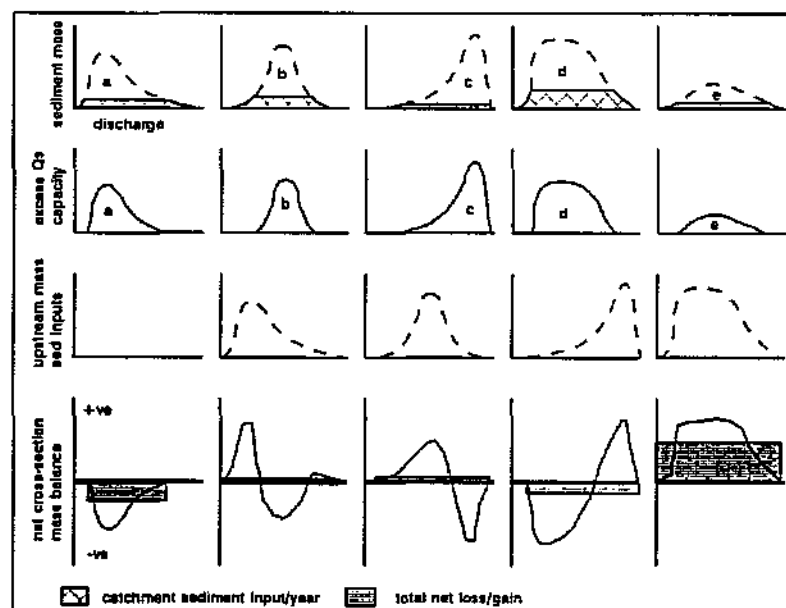 sediment mass
a
b
c
d
e
discharge
excess Qs
capacity
a
b
c
d
e
upstream mass
sed inputs
net cross-section
mass balance
+ve
-ve
catchment sediment input/year
total net loss/gain